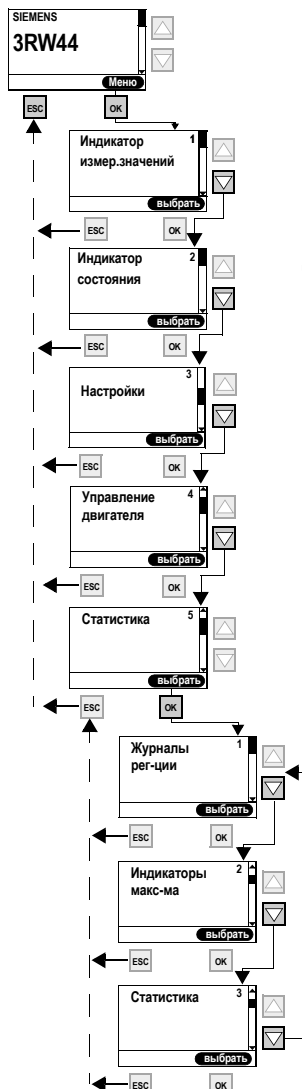 SIEMENS
3RW44
Меню
ESC
OK
Индикатор 1
измер.значений
выбрать
ESC
OK
Индикатор 2
состояния
выбрать
ESC
OK
3
Настройки
выбрать
ESC
OK
Управление 4
двигателя
выбрать
ESC
OK
Статистика 5
выбрать
ESC
OK
Журналы 1
рег-ции
выбрать
ESC
OK
Индикаторы 2
макс-ма
выбрать
ESC
OK
Статистика 3
выбрать
ESC
OK